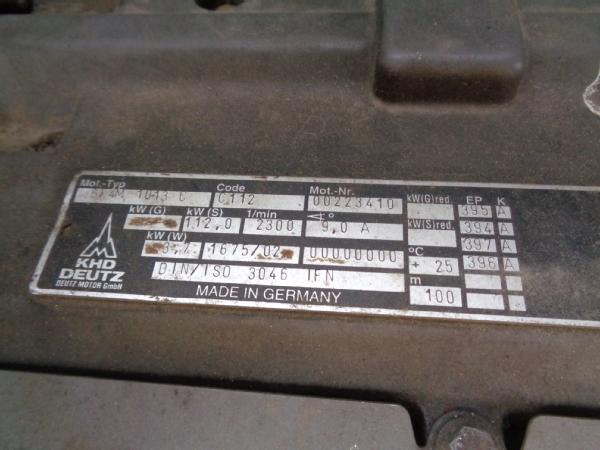 Mot.-Typ Code Mot.-Nr. kW(G)red. EP K
1013 C C112 00223410 395 A
kW (G) kW (S) 1/min ° kW(S)red. 394 A
112,0 2300 9,0 A 397 A
kW (W) °C 396 A
1675/02 00000000 + 25
KHD
DEUTZ
DEUTZ MOTOR GmbH
DIN/ISO 3046 IFN m
MADE IN GERMANY 100